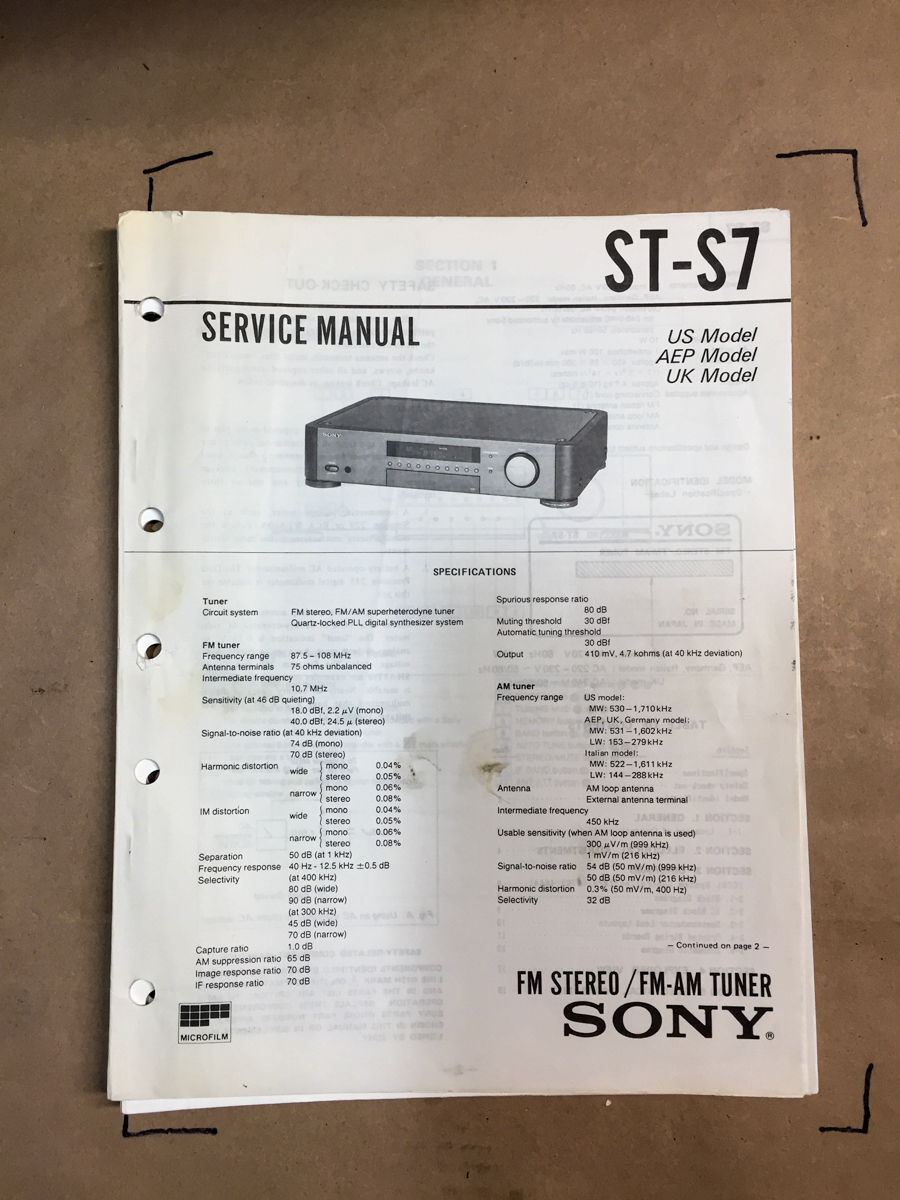 ST-S7
SERVICE MANUAL
US Model
AEP Model
UK Model
SONY
SPECIFICATIONS
Tuner
Circuit system FM stereo, FM/AM superheterodyne tuner
Quartz-locked PLL digital synthesizer system
FM tuner
Frequency range 87.5 – 108 MHz
Antenna terminals 75 ohms unbalanced
Intermediate frequency
10.7 MHz
Sensitivity (at 46 dB quieting)
18.0 dBf, 2.2 μV (mono)
40.0 dBf, 24.5 μ (stereo)
Signal-to-noise ratio (at 40 kHz deviation)
74 dB (mono)
70 dB (stereo)
Harmonic distortion wide { mono 0.04%
stereo 0.05%
narrow { mono 0.06%
stereo 0.08%
IM distortion wide { mono 0.04%
stereo 0.05%
narrow { mono 0.06%
stereo 0.08%
Separation 50 dB (at 1 kHz)
Frequency response 40 Hz - 12.5 kHz ±0.5 dB
Selectivity (at 400 kHz)
80 dB (wide)
90 dB (narrow)
(at 300 kHz)
45 dB (wide)
70 dB (narrow)
Capture ratio 1.0 dB
AM suppression ratio 65 dB
Image response ratio 70 dB
IF response ratio 70 dB
Spurious response ratio
80 dB
Muting threshold 30 dBf
Automatic tuning threshold
30 dBf
Output 410 mV, 4.7 kohms (at 40 kHz deviation)
AM tuner
Frequency range US model:
MW: 530–1,710 kHz
AEP, UK, Germany model:
MW: 531–1,602 kHz
LW: 153–279 kHz
Italian model:
MW: 522–1,611 kHz
LW: 144–288 kHz
Antenna AM loop antenna
External antenna terminal
Intermediate frequency
450 kHz
Usable sensitivity (when AM loop antenna is used)
300 μV/m (999 kHz)
1 mV/m (216 kHz)
Signal-to-noise ratio 54 dB (50 mV/m) (999 kHz)
50 dB (50 mV/m) (216 kHz)
Harmonic distortion 0.3% (50 mV/m, 400 Hz)
Selectivity 32 dB
– Continued on page 2 –
MICROFILM
FM STEREO/FM-AM TUNER
SONY®